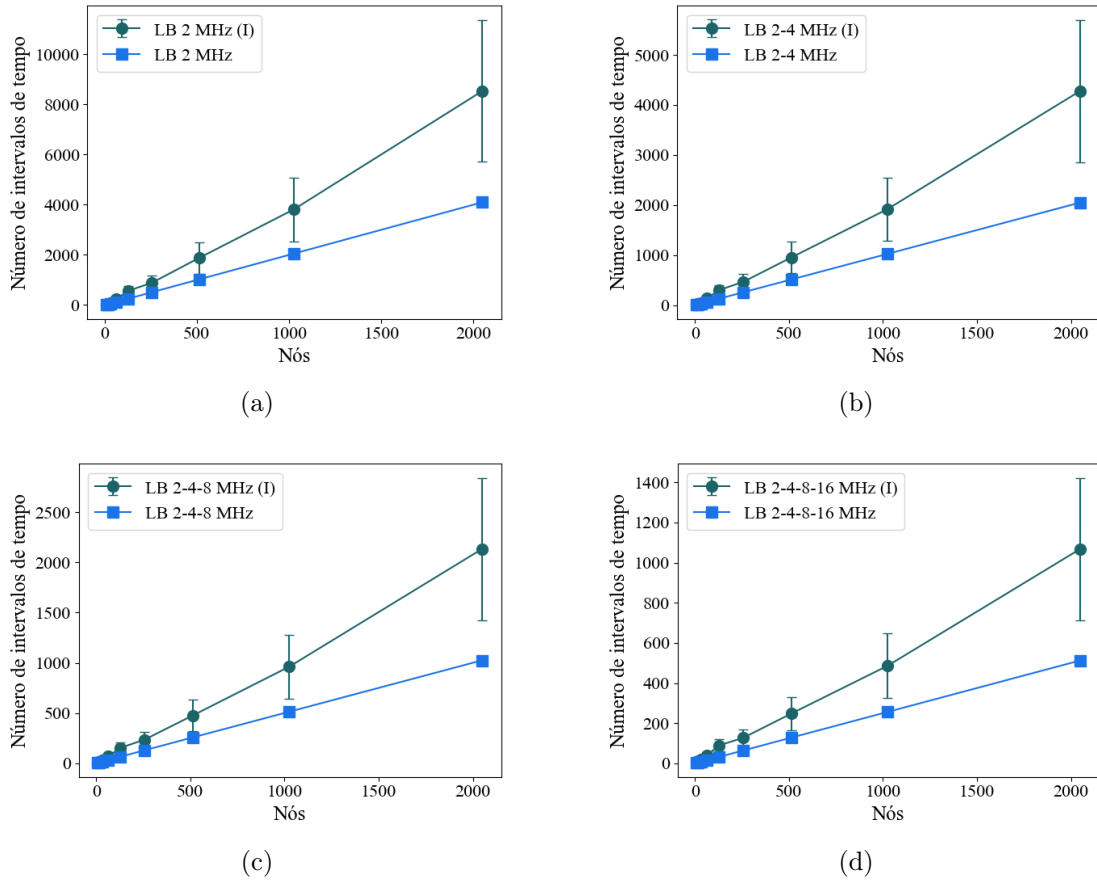 LB 2 MHz (I)
LB 2 MHz
Número de intervalos de tempo
10000
8000
6000
4000
2000
0
0 500 1000 1500 2000
Nós
(a)
LB 2-4 MHz (I)
LB 2-4 MHz
Número de intervalos de tempo
5000
4000
3000
2000
1000
0
0 500 1000 1500 2000
Nós
(b)
LB 2-4-8 MHz (I)
LB 2-4-8 MHz
Número de intervalos de tempo
2500
2000
1500
1000
500
0
0 500 1000 1500 2000
Nós
(c)
LB 2-4-8-16 MHz (I)
LB 2-4-8-16 MHz
Número de intervalos de tempo
1400
1200
1000
800
600
400
200
0
0 500 1000 1500 2000
Nós
(d)